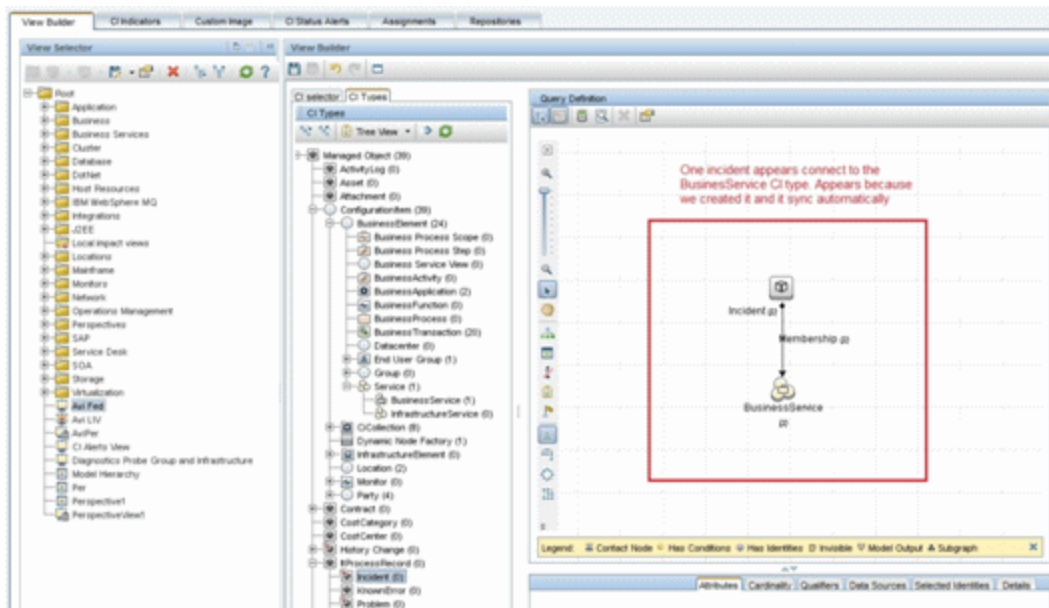 View Builder
CI Indicators
Custom Image
CI Status Alerts
Assignments
Repositories
View Selector
Root
Application
Business
Business Services
Cluster
Database
DotNet
Host Resources
IBM WebSphere MQ
Integrations
J2EE
Local impact views
Locations
Mainframe
Monitors
Network
Operations Management
Perspectives
SAP
Service Desk
SOA
Storage
Virtualization
Avi Fed
Avi LIV
AviPer
CI Alerts View
Diagnostics Probe Group and Infrastructure
Model Hierarchy
Per
Perspective1
PerspectiveView1
View Builder
CI selector
CI Types
CI Types
Tree View
Managed Object (39)
ActivityLog (0)
Asset (0)
Attachment (0)
ConfigurationItem (39)
BusinessElement (24)
Business Process Scope (0)
Business Process Step (0)
Business Service View (0)
BusinessActivity (0)
BusinessApplication (2)
BusinessFunction (0)
BusinessProcess (0)
BusinessTransaction (20)
Datacenter (0)
End User Group (1)
Group (0)
Service (1)
BusinessService (1)
InfrastructureService (0)
CiCollection (8)
Dynamic Node Factory (1)
InfrastructureElement (0)
Location (2)
Monitor (0)
Party (4)
Contract (0)
CostCategory (0)
CostCenter (0)
History Change (0)
ItProcessRecord (0)
Incident (0)
KnownError (0)
Problem (0)
Query Definition
One incident appears connect to the
BusinesService CI type. Appears because
we created it and it sync automatically
Incident
Membership
BusinessService
Legend: Contact Node Has Conditions Has Identities Invisible Model Output Subgraph
Attributes
Cardinality
Qualifiers
Data Sources
Selected Identities
Details